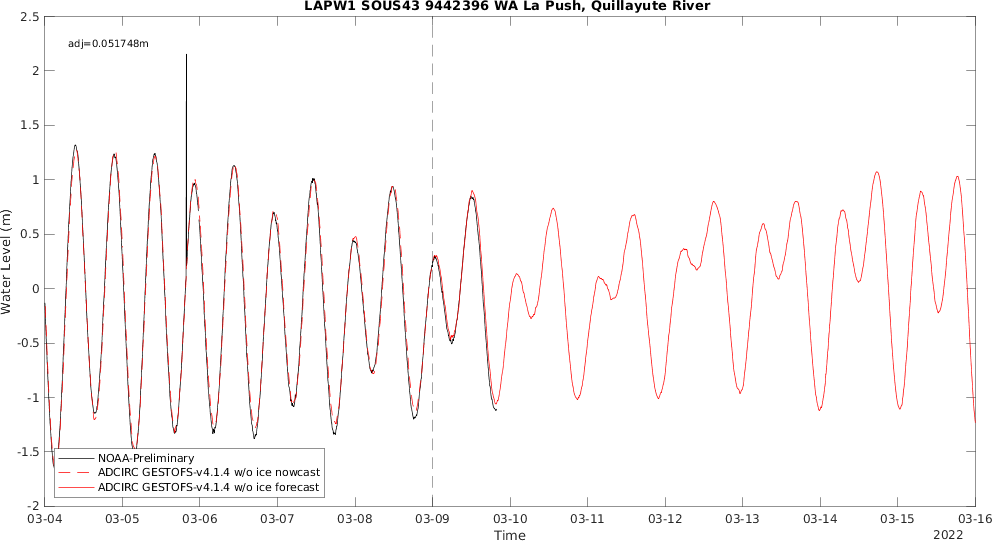 LAPW1 SOUS43 9442396 WA La Push, Quillayute River
adj=0.051748m
2.5
2
1.5
1
0.5
0
-0.5
-1
-1.5
-2
Water Level (m)
NOAA-Preliminary
ADCIRC GESTOFS-v4.1.4 w/o ice nowcast
ADCIRC GESTOFS-v4.1.4 w/o ice forecast
03-04 03-05 03-06 03-07 03-08 03-09 03-10 03-11 03-12 03-13 03-14 03-15 03-16
Time
2022